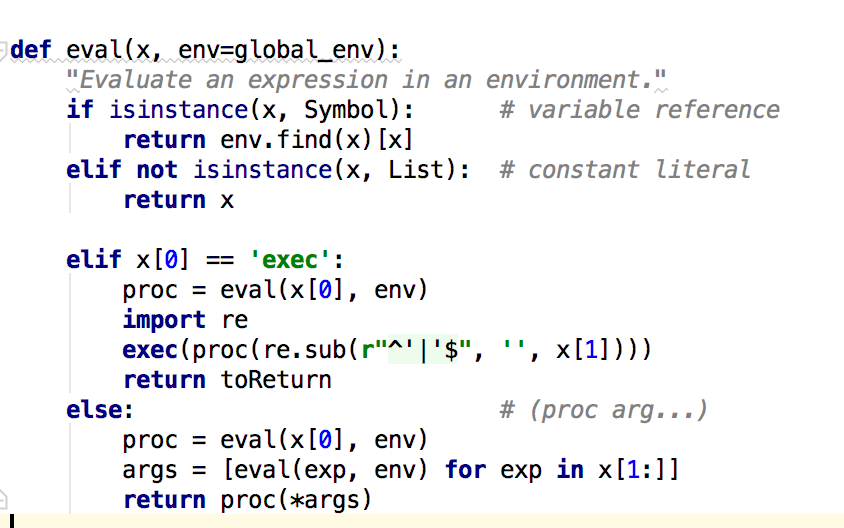 def eval(x, env=global_env):
    "Evaluate an expression in an environment."
    if isinstance(x, Symbol):      # variable reference
        return env.find(x)[x]
    elif not isinstance(x, List):  # constant literal
        return x

    elif x[0] == 'exec':
        proc = eval(x[0], env)
        import re
        exec(proc(re.sub(r"^'|'$", '', x[1])))
        return toReturn
    else:                          # (proc arg...)
        proc = eval(x[0], env)
        args = [eval(exp, env) for exp in x[1:]]
        return proc(*args)